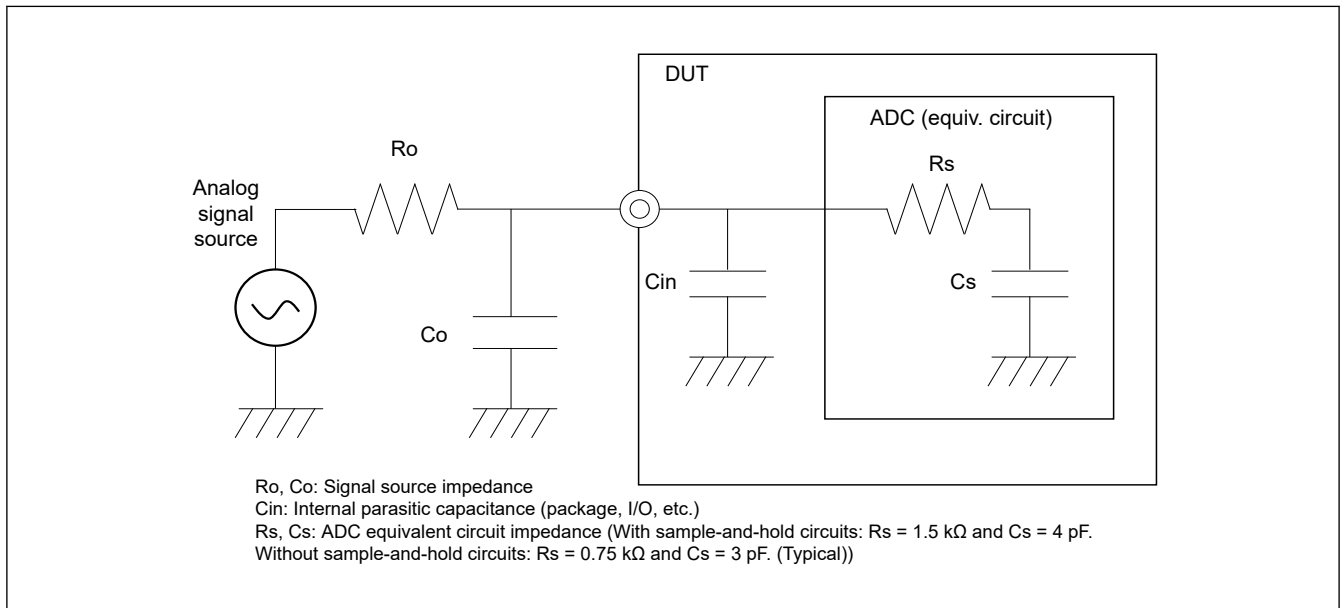 DUT
ADC (equiv. circuit)
Ro
Rs
Analog
signal
source
Cin
Cs
Co
Ro, Co: Signal source impedance
Cin: Internal parasitic capacitance (package, I/O, etc.)
Rs, Cs: ADC equivalent circuit impedance (With sample-and-hold circuits: Rs = 1.5 kΩ and Cs = 4 pF.
Without sample-and-hold circuits: Rs = 0.75 kΩ and Cs = 3 pF. (Typical))